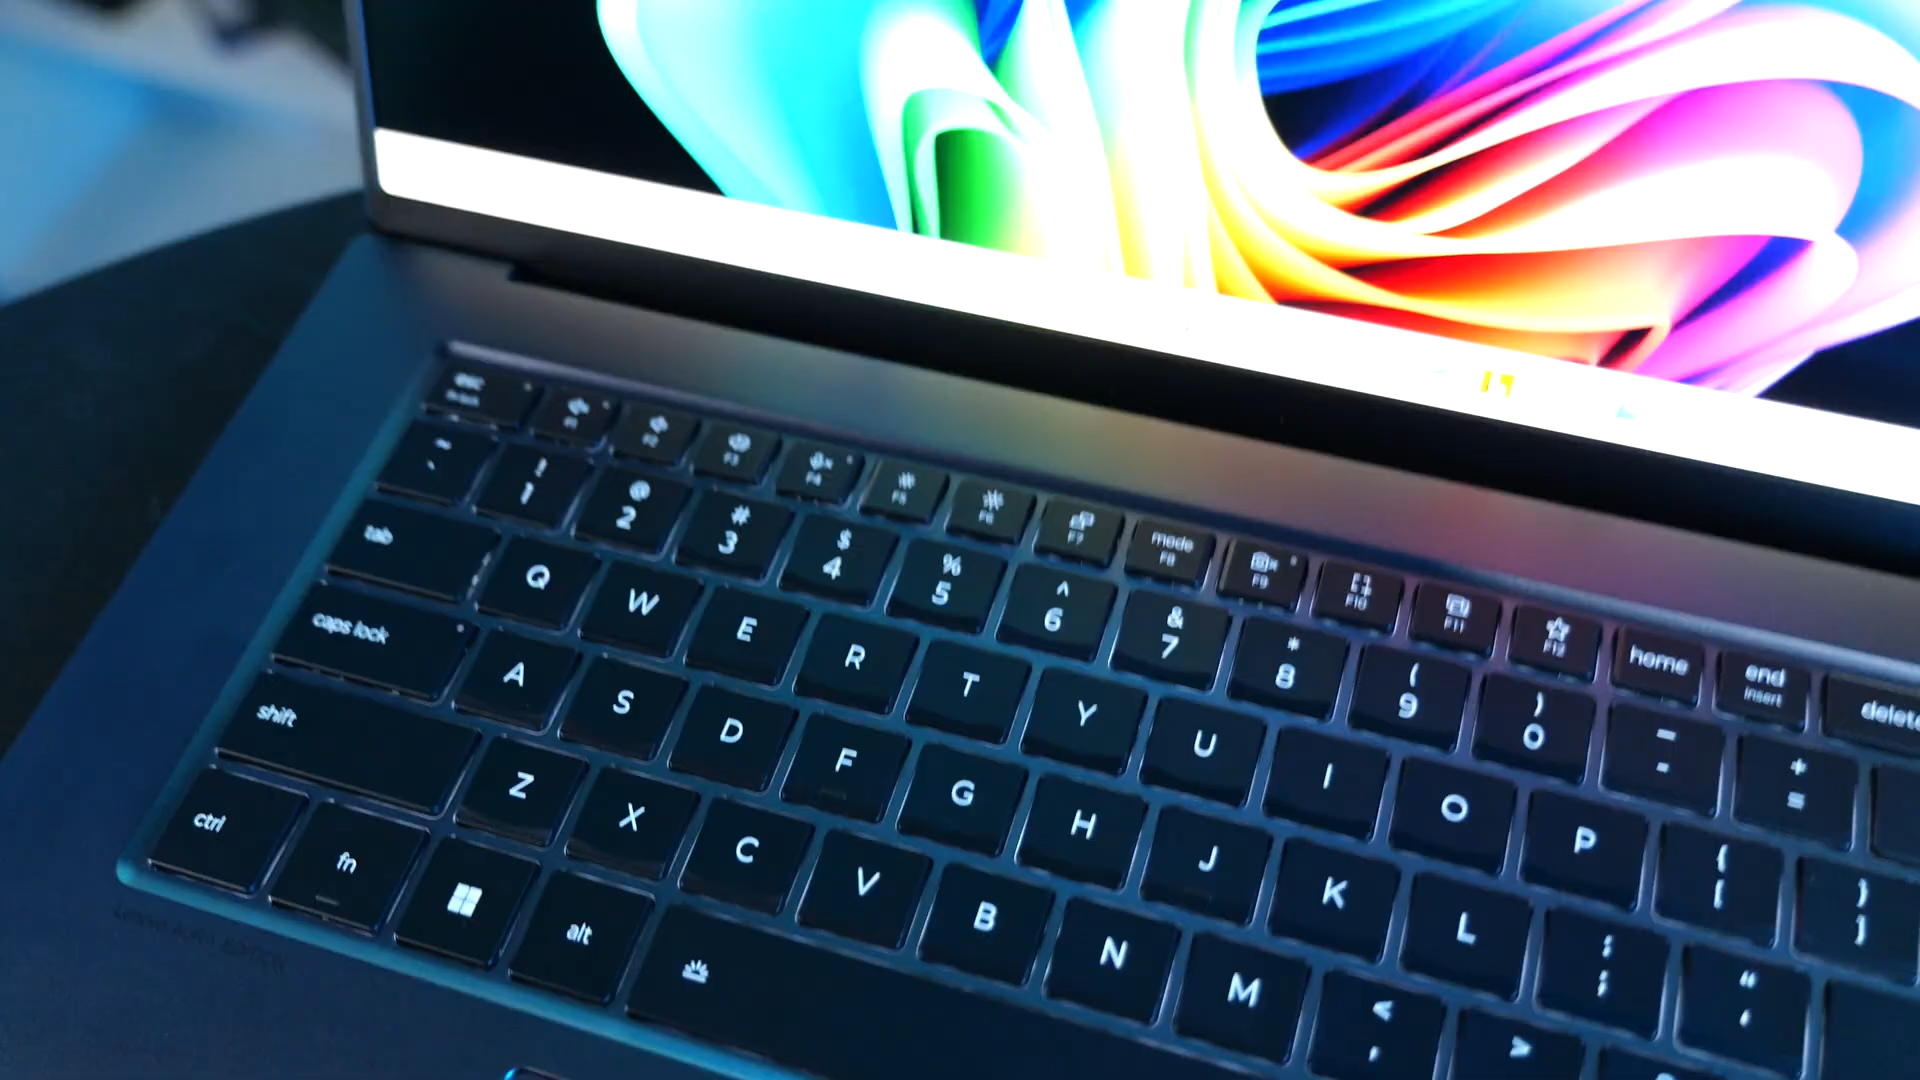 esc
F1 F2 F3 F4 F5 F6 F7 mode F8 F9 F10 F11 F12 home end insert delete
~ ` ! 1 @ 2 # 3 $ 4 % 5 ^ 6 & 7 * 8 ( 9 ) 0 _ - + =
tab Q W E R T Y U I O P { [ } ]
caps lock A S D F G H J K L : ; " '
shift Z X C V B N M < , >
ctrl fn alt